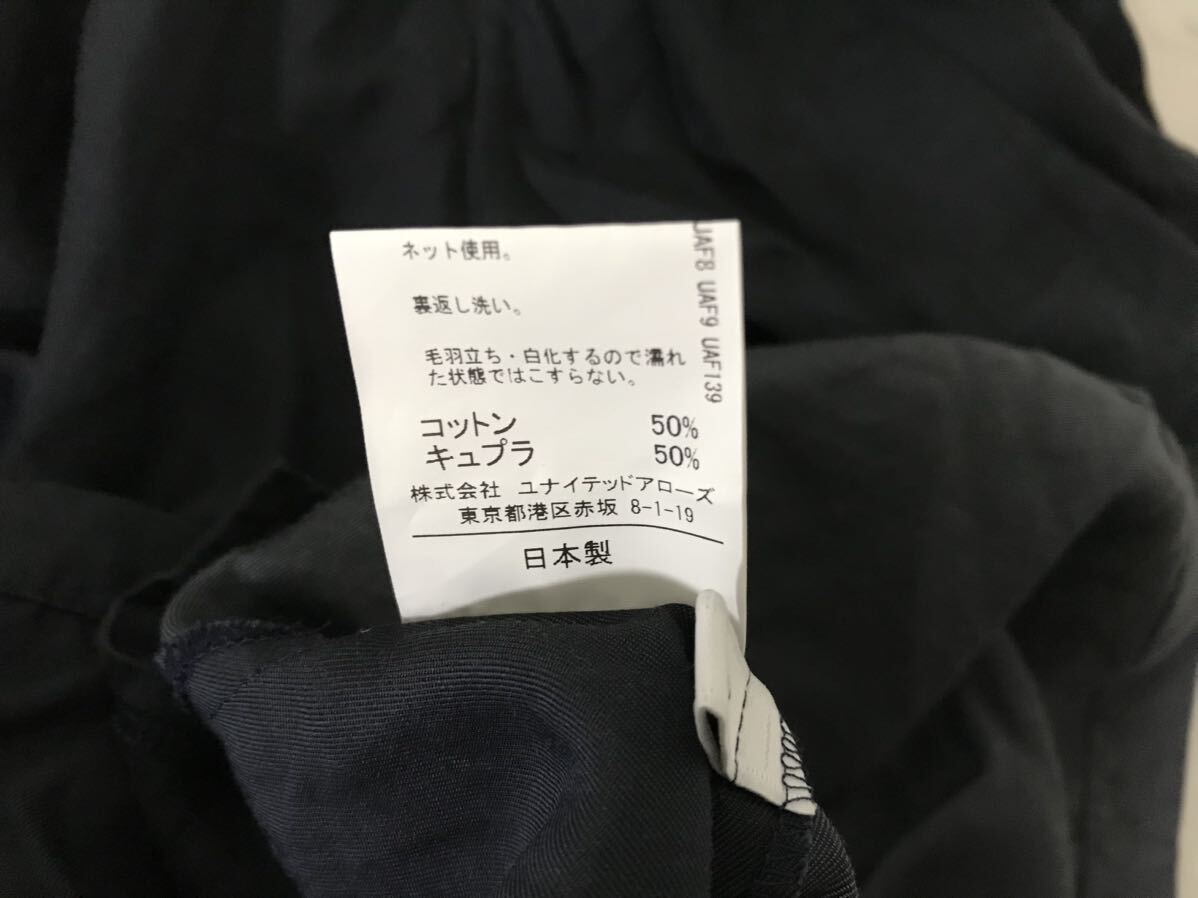 ネット使用。
裏返し洗い。
毛羽立ち・白化するので濡れ
た状態ではこすらない。
コットン 50%
キュプラ 50%
株式会社 ユナイテッドアローズ
東京都港区赤坂 8-1-19
日本製
UAF8 UAF9 UAF139